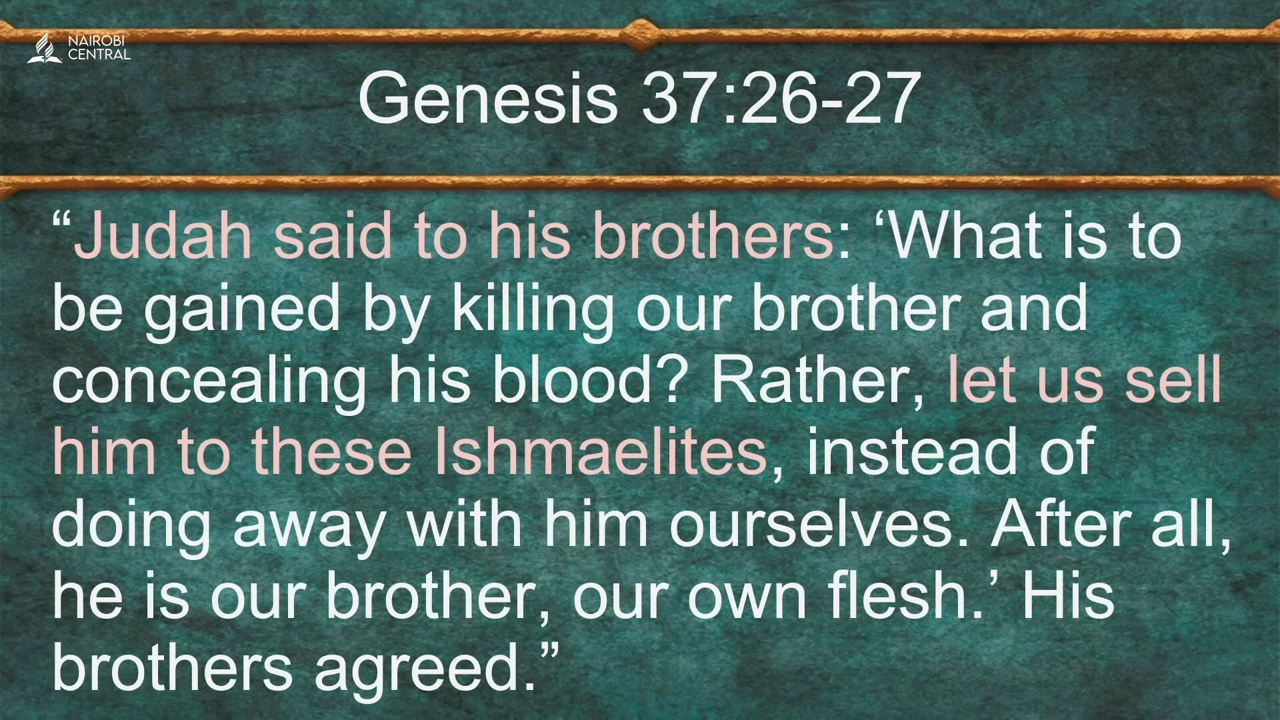 NAIROBI
CENTRAL
Genesis 37:26-27
“Judah said to his brothers: ‘What is to
be gained by killing our brother and
concealing his blood? Rather, let us sell
him to these Ishmaelites, instead of
doing away with him ourselves. After all,
he is our brother, our own flesh.’ His
brothers agreed.”